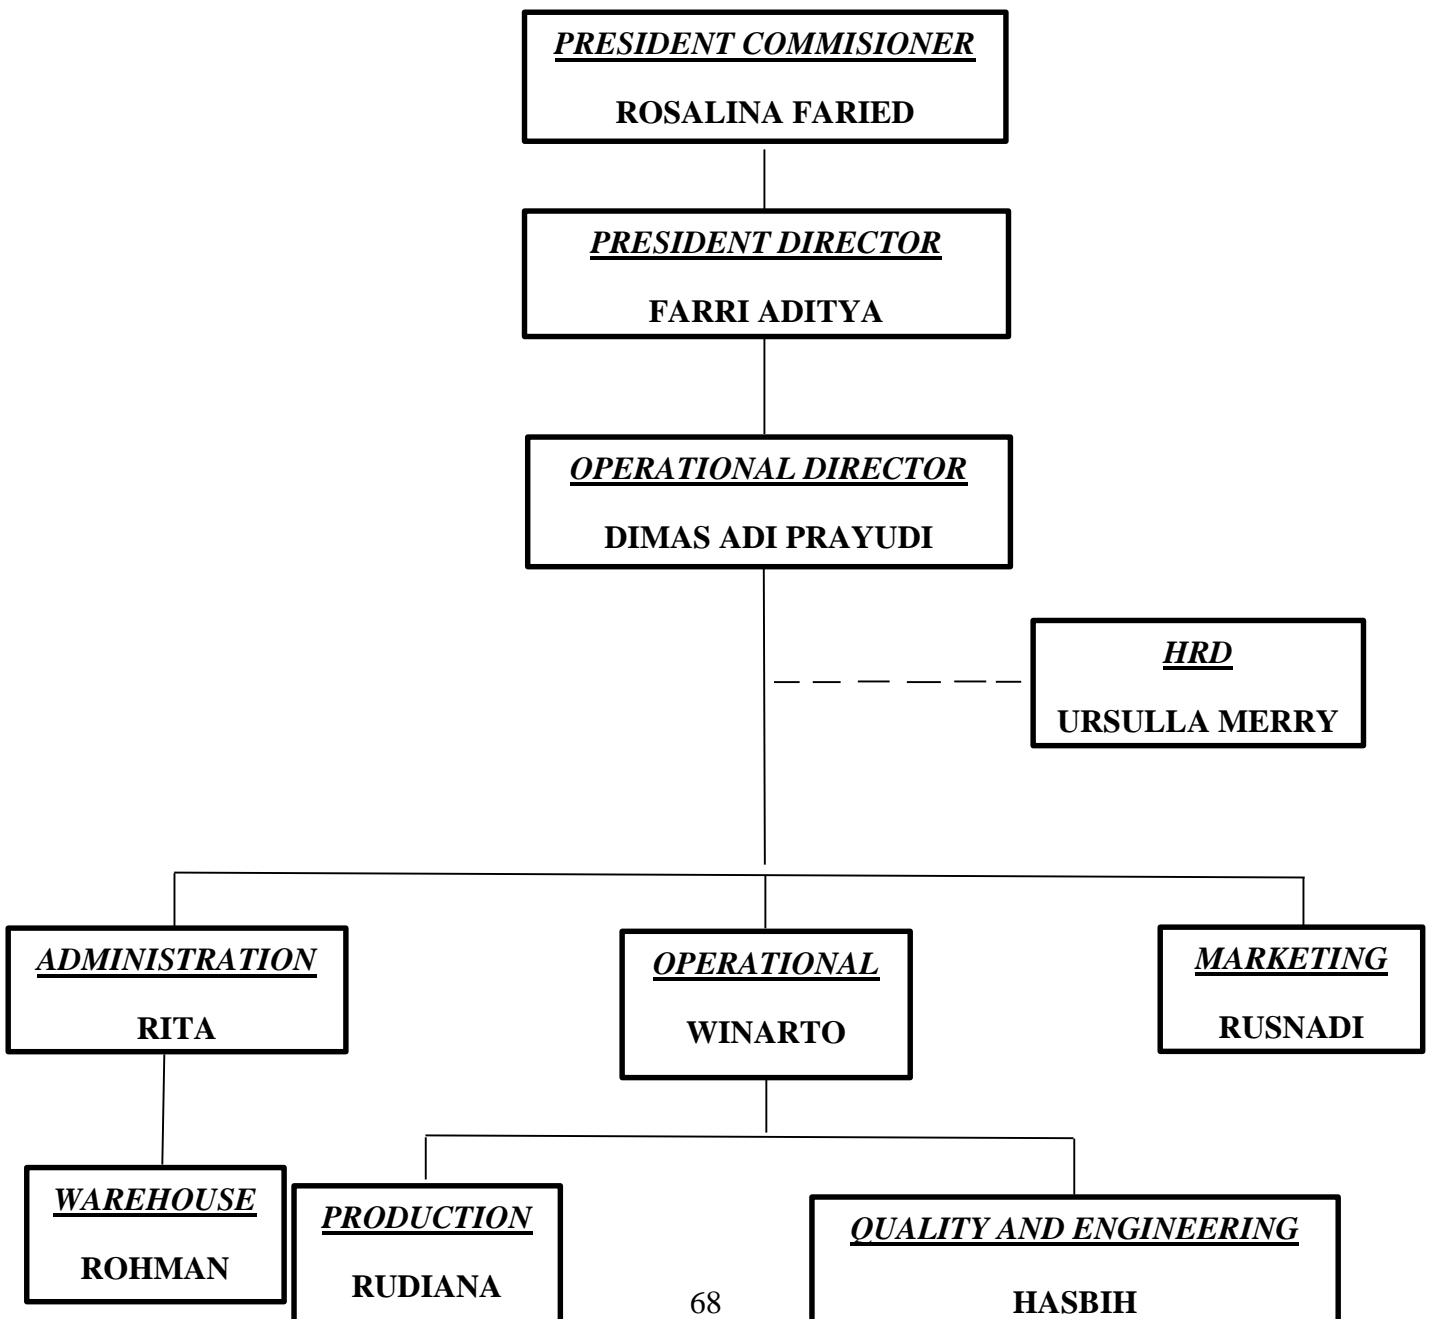 PRESIDENT COMMISIONER
ROSALINA FARIED
PRESIDENT DIRECTOR
FARRI ADITYA
OPERATIONAL DIRECTOR
DIMAS ADI PRAYUDI
HRD
URSULLA MERRY
ADMINISTRATION
RITA
OPERATIONAL
WINARTO
MARKETING
RUSNADI
WAREHOUSE
ROHMAN
PRODUCTION
RUDIANA
QUALITY AND ENGINEERING
HASBIH
68